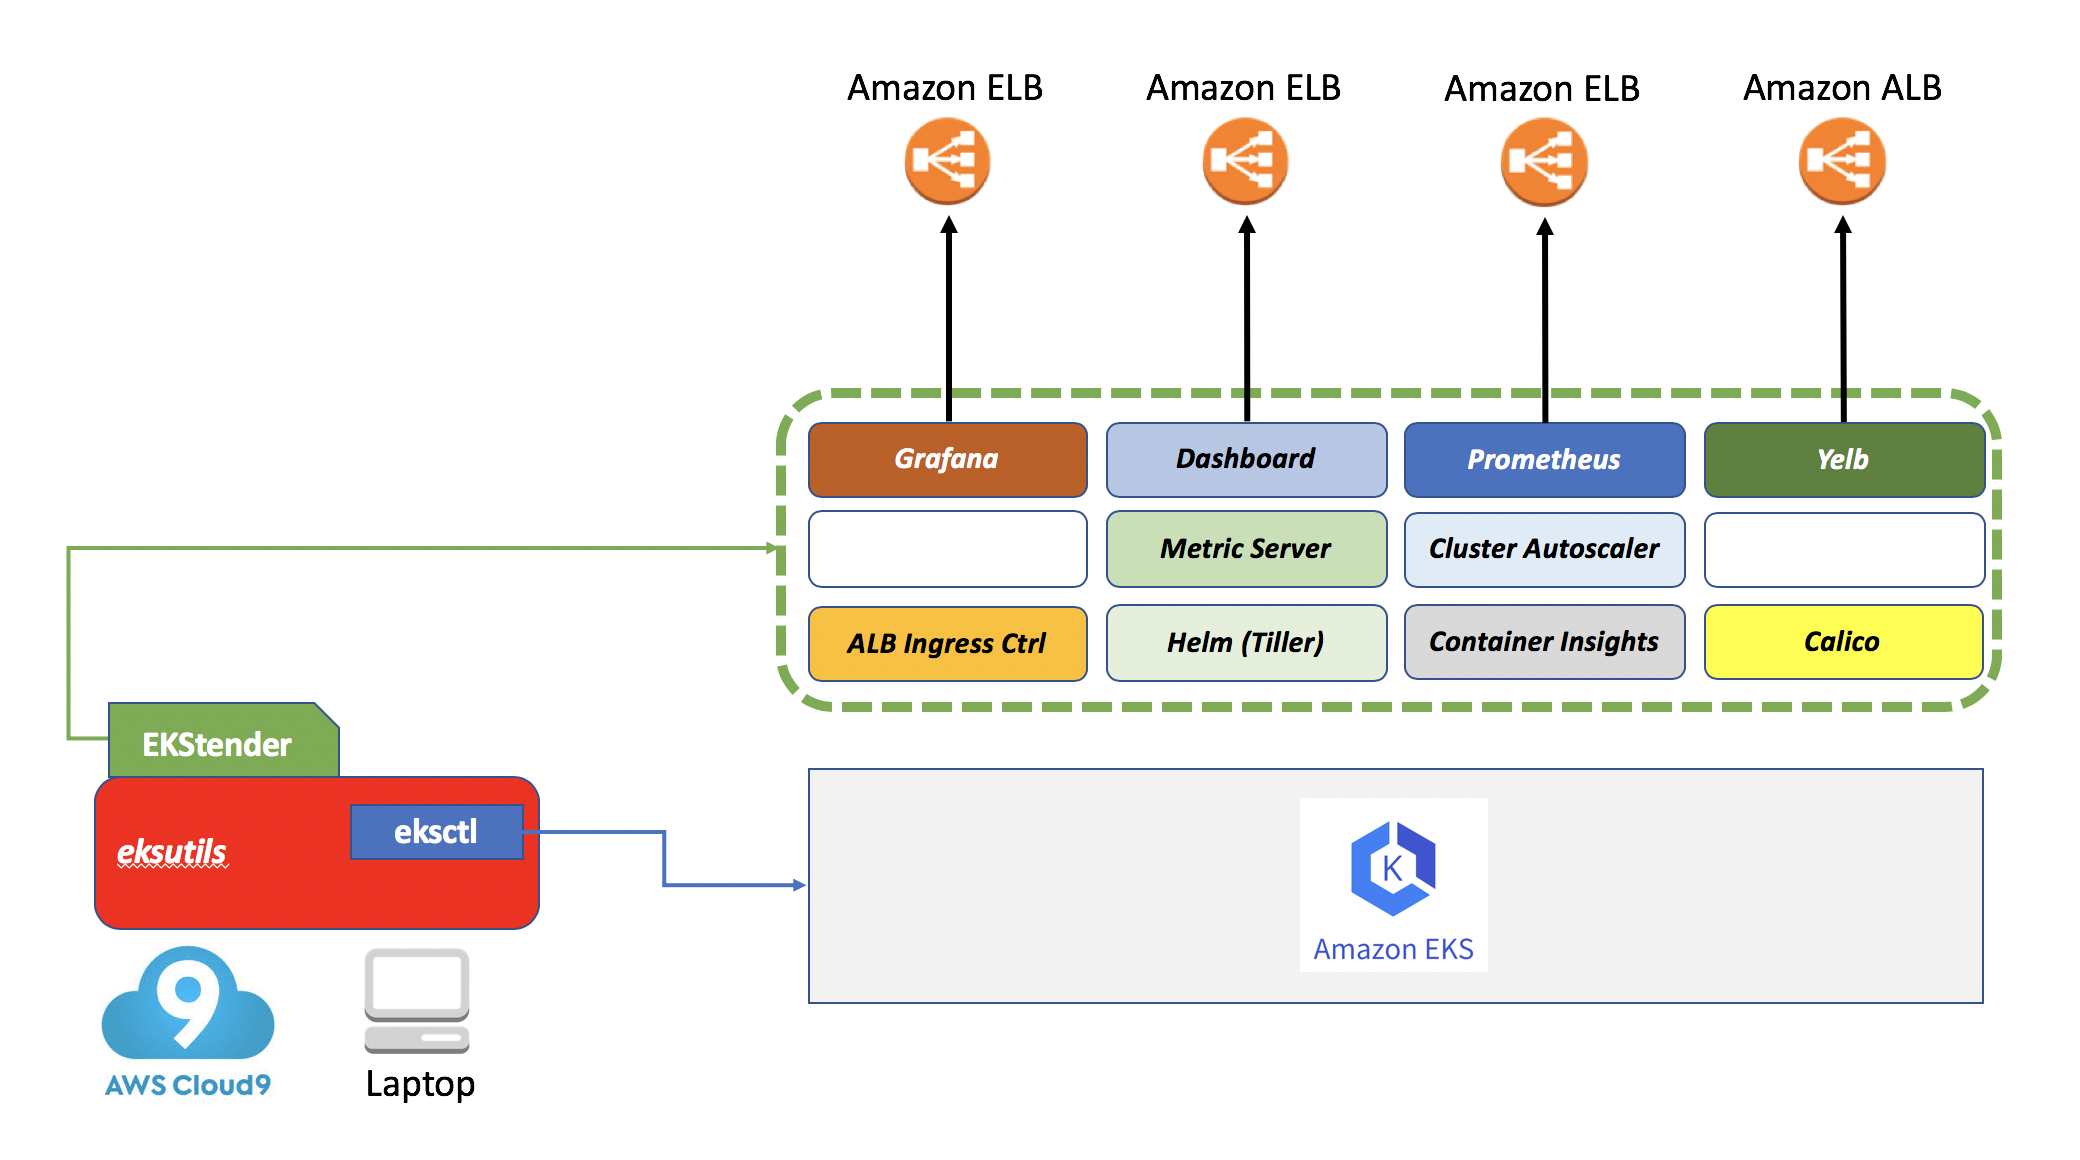 Amazon ELB
Amazon ELB
Amazon ELB
Amazon ALB
Grafana
Dashboard
Prometheus
Yelb
Metric Server
Cluster Autoscaler
ALB Ingress Ctrl
Helm (Tiller)
Container Insights
Calico
EKStender
eksutils
eksctl
K
Amazon EKS
9
AWS Cloud9
Laptop